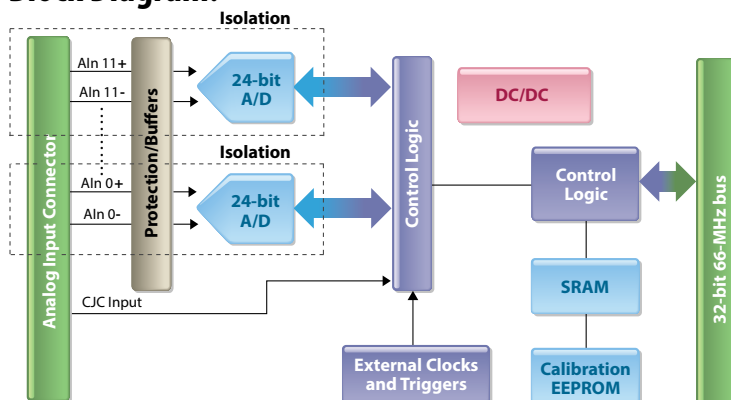 Block Diagram:
Isolation
AIn 11+
AIn 11-
24-bit
A/D
DC/DC
Isolation
AIn 0+
AIn 0-
24-bit
A/D
Analog Input Connector
Protection/Buffers
Control Logic
Control
Logic
32-bit 66-MHz bus
SRAM
CJC Input
External Clocks
and Triggers
Calibration
EEPROM